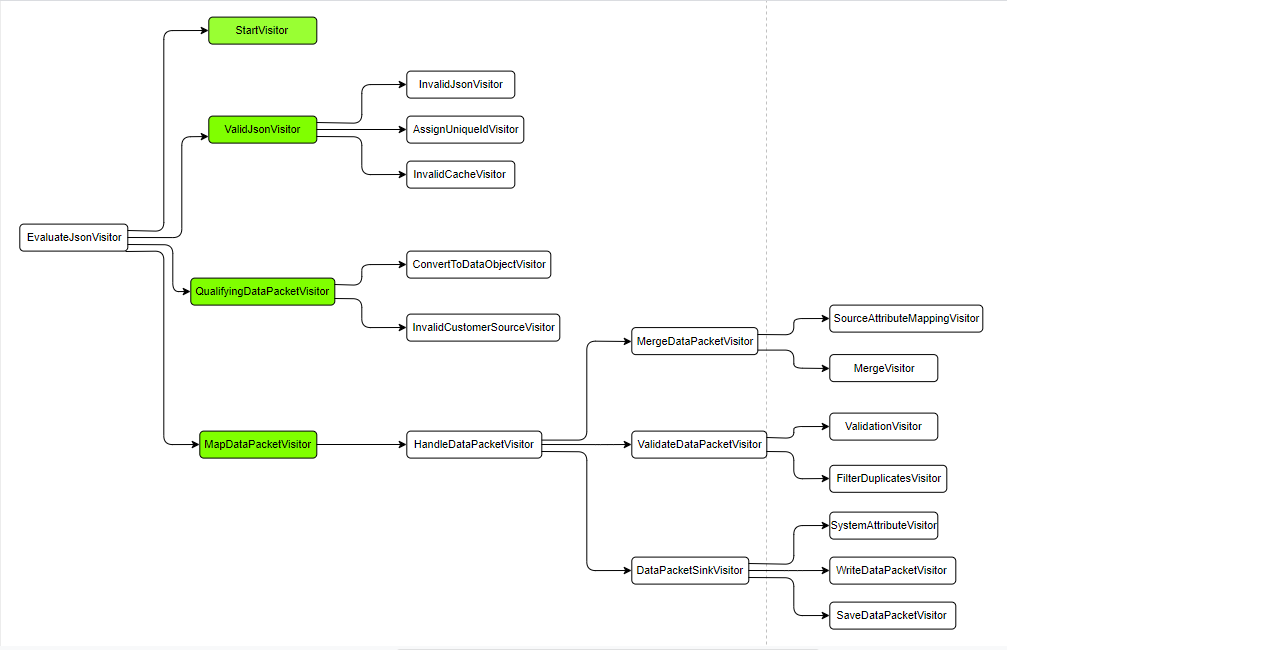 StartVisitor
InvalidJsonVisitor
ValidJsonVisitor
AssignUniqueIdVisitor
InvalidCacheVisitor
EvaluateJsonVisitor
ConvertToDataObjectVisitor
QualifyingDataPacketVisitor
InvalidCustomerSourceVisitor
SourceAttributeMappingVisitor
MergeDataPacketVisitor
MergeVisitor
ValidationVisitor
MapDataPacketVisitor
HandleDataPacketVisitor
ValidateDataPacketVisitor
FilterDuplicatesVisitor
SystemAttributeVisitor
DataPacketSinkVisitor
WriteDataPacketVisitor
SaveDataPacketVisitor